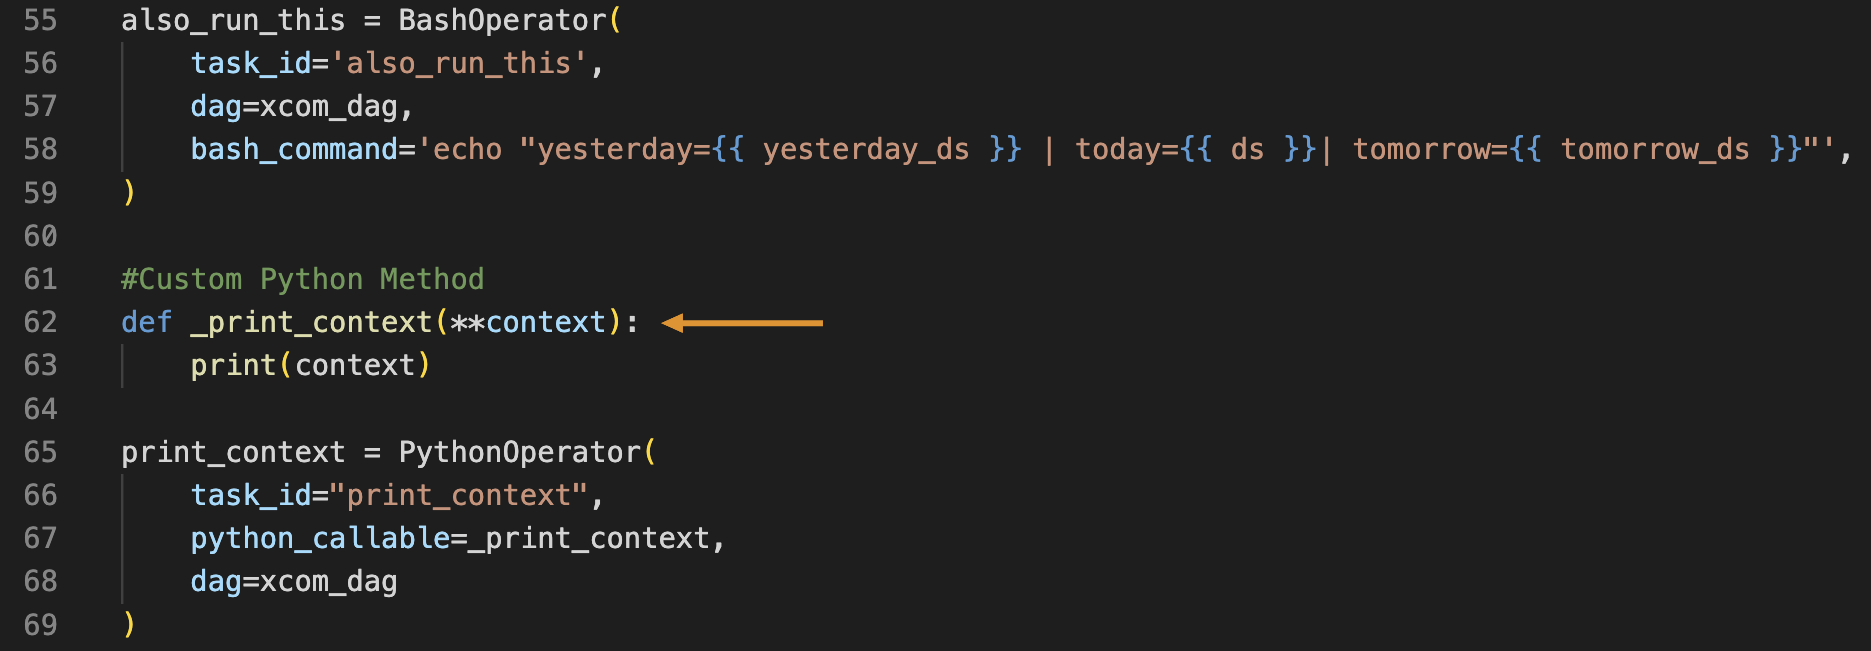 55 also_run_this = BashOperator(
56     task_id='also_run_this',
57     dag=xcom_dag,
58     bash_command='echo "yesterday={{ yesterday_ds }} | today={{ ds }}| tomorrow={{ tomorrow_ds }}"',
59 )
60
61 #Custom Python Method
62 def _print_context(**context):
63     print(context)
64
65 print_context = PythonOperator(
66     task_id="print_context",
67     python_callable=_print_context,
68     dag=xcom_dag
69 )